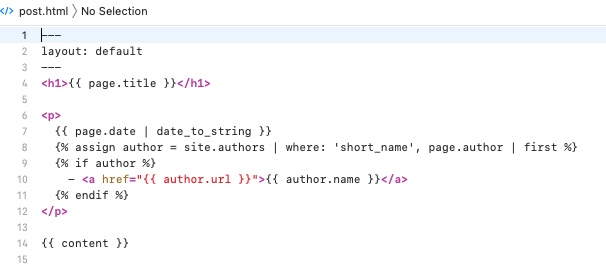 </> post.html 〉 No Selection
1 ---
2 layout: default
3 ---
4 <h1>{{ page.title }}</h1>
5
6 <p>
7   {{ page.date | date_to_string }}
8   {% assign author = site.authors | where: 'short_name', page.author | first %}
9   {% if author %}
10     - <a href="{{ author.url }}">{{ author.name }}</a>
11   {% endif %}
12 </p>
13
14 {{ content }}
15